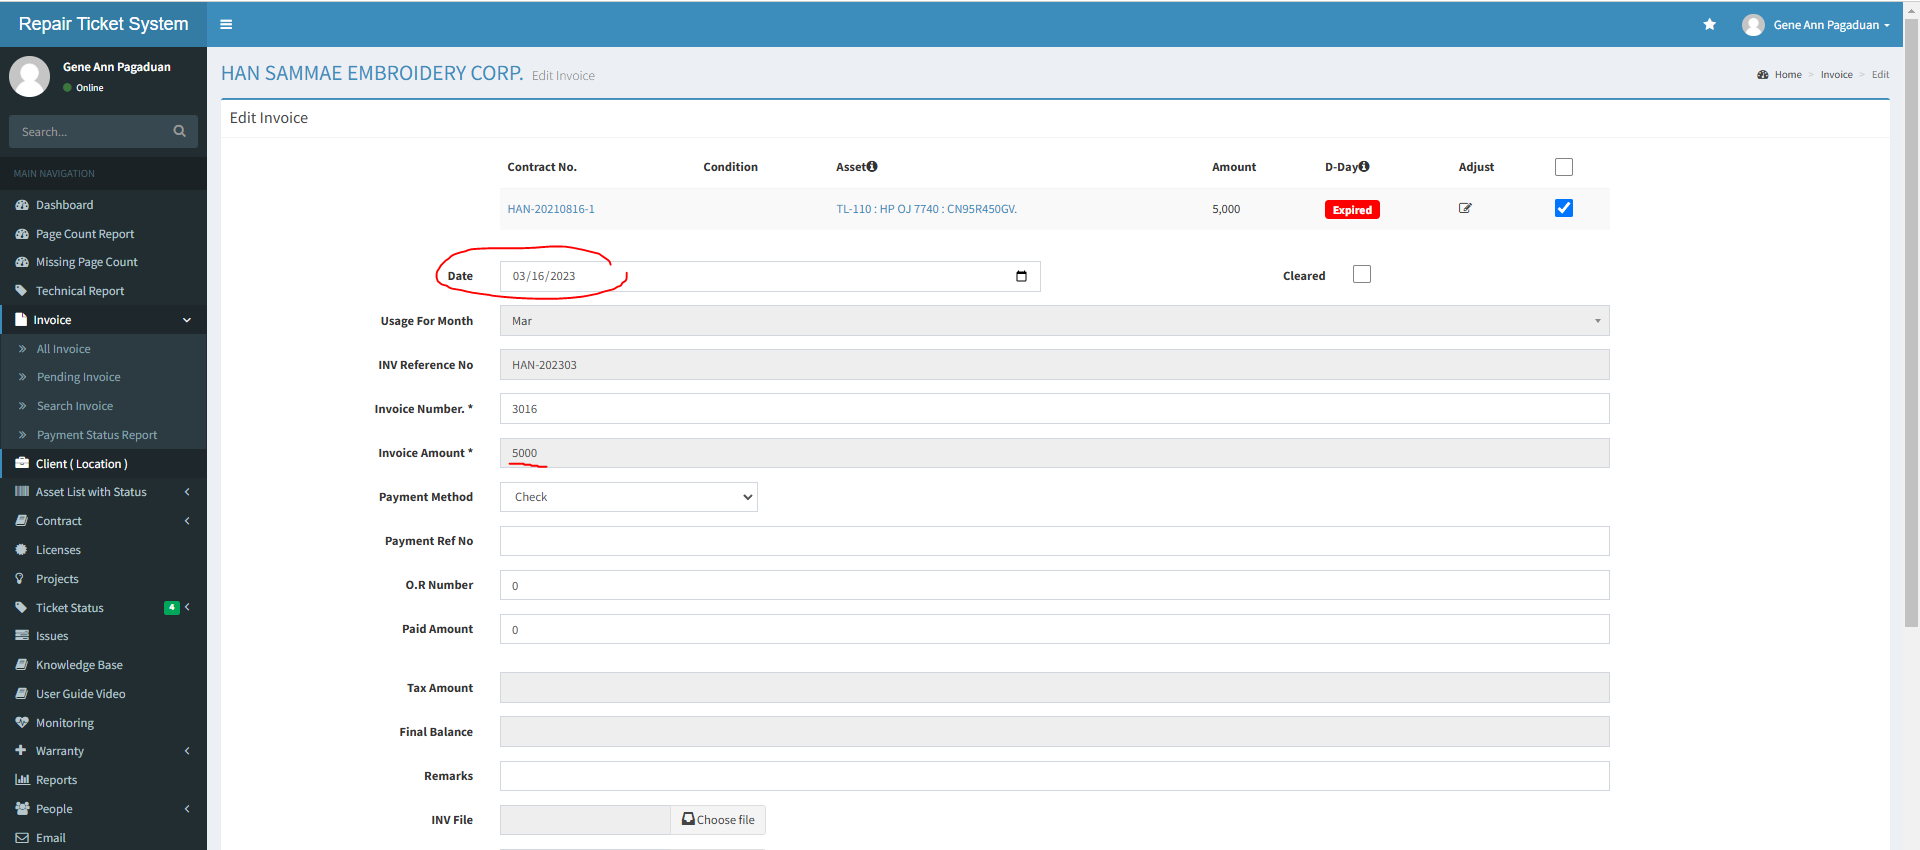 Repair Ticket System
Gene Ann Pagaduan
Gene Ann Pagaduan
Online
Search...
MAIN NAVIGATION
Dashboard
Page Count Report
Missing Page Count
Technical Report
Invoice
All Invoice
Pending Invoice
Search Invoice
Payment Status Report
Client ( Location )
Asset List with Status
Contract
Licenses
Projects
Ticket Status 4
Issues
Knowledge Base
User Guide Video
Monitoring
Warranty
Reports
People
Email
HAN SAMMAE EMBROIDERY CORP. Edit Invoice
Home > Invoice > Edit
Edit Invoice
Contract No. Condition Asset Amount D-Day Adjust
HAN-20210816-1 TL-110 : HP OJ 7740 : CN95R450GV. 5,000 Expired
Date 03/16/2023 Cleared
Usage For Month Mar
INV Reference No HAN-202303
Invoice Number. * 3016
Invoice Amount * 5000
Payment Method Check
Payment Ref No
O.R Number 0
Paid Amount 0
Tax Amount
Final Balance
Remarks
INV File Choose file